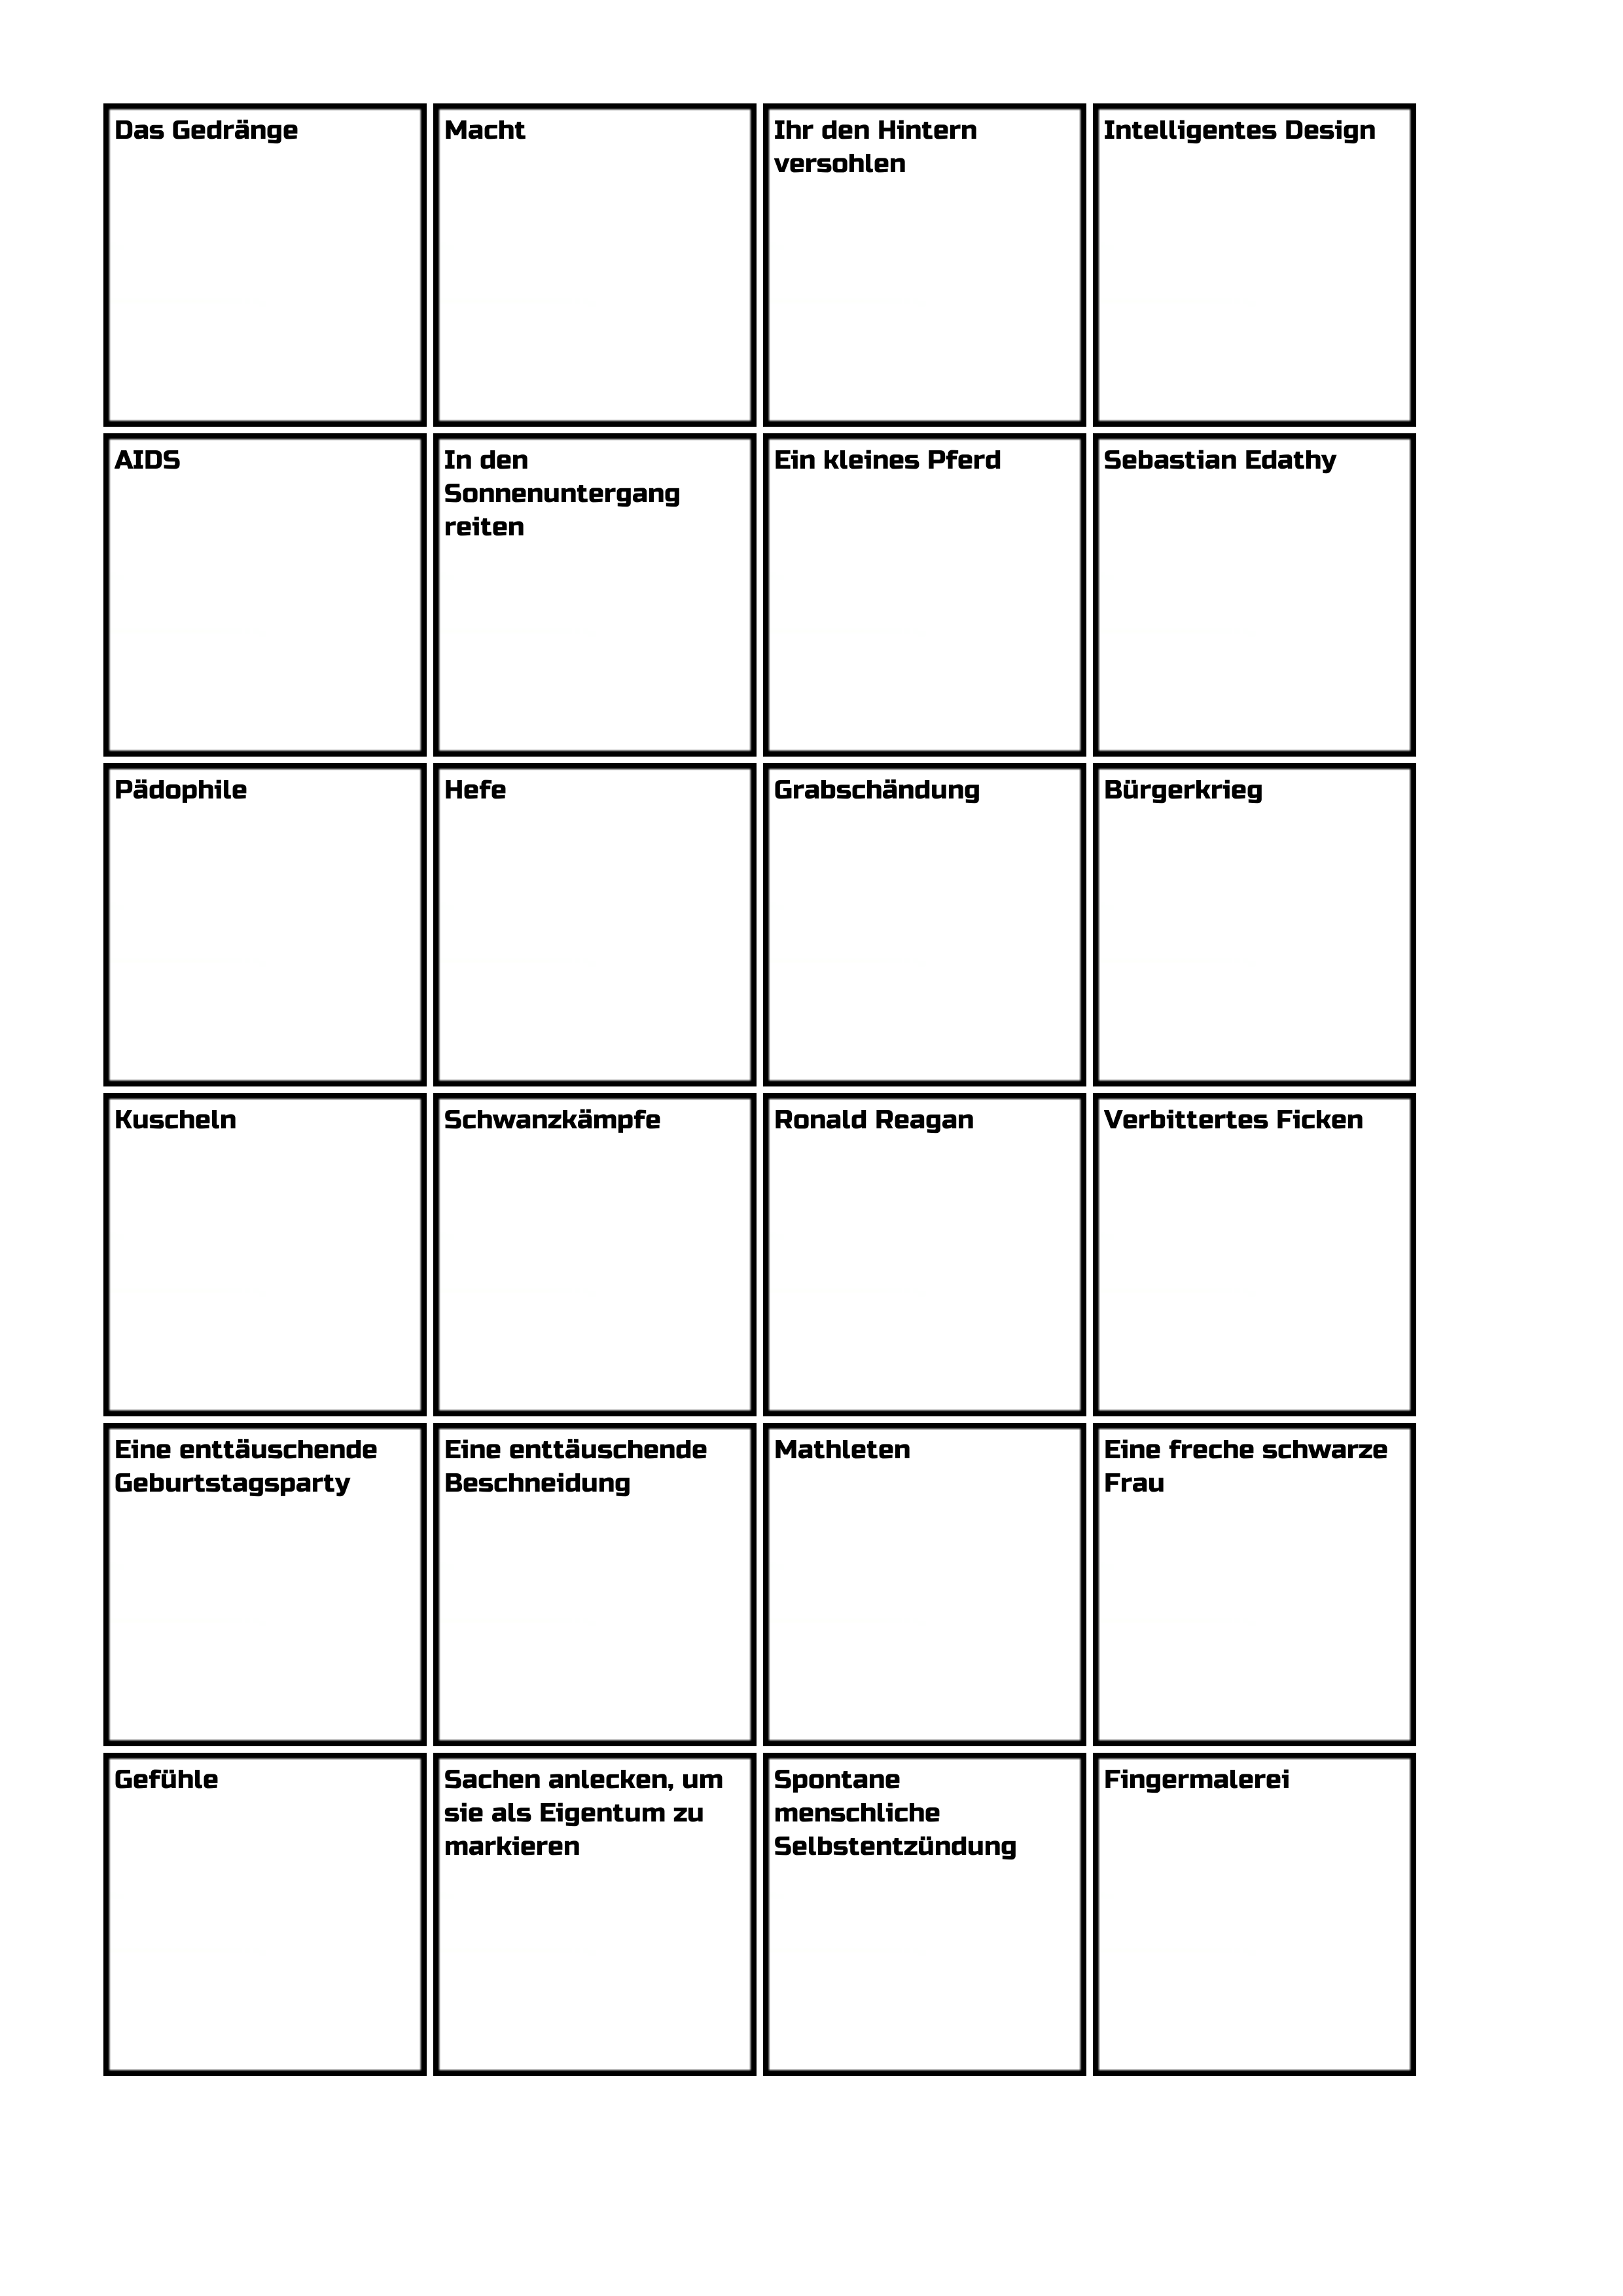 Das Gedränge
Macht
Ihr den Hintern
versohlen
Intelligentes Design
AIDS
In den
Sonnenuntergang
reiten
Ein kleines Pferd
Sebastian Edathy
Pädophile
Hefe
Grabschändung
Bürgerkrieg
Kuscheln
Schwanzkämpfe
Ronald Reagan
Verbittertes Ficken
Eine enttäuschende
Geburtstagsparty
Eine enttäuschende
Beschneidung
Mathleten
Eine freche schwarze
Frau
Gefühle
Sachen anlecken, um
sie als Eigentum zu
markieren
Spontane
menschliche
Selbstentzündung
Fingermalerei